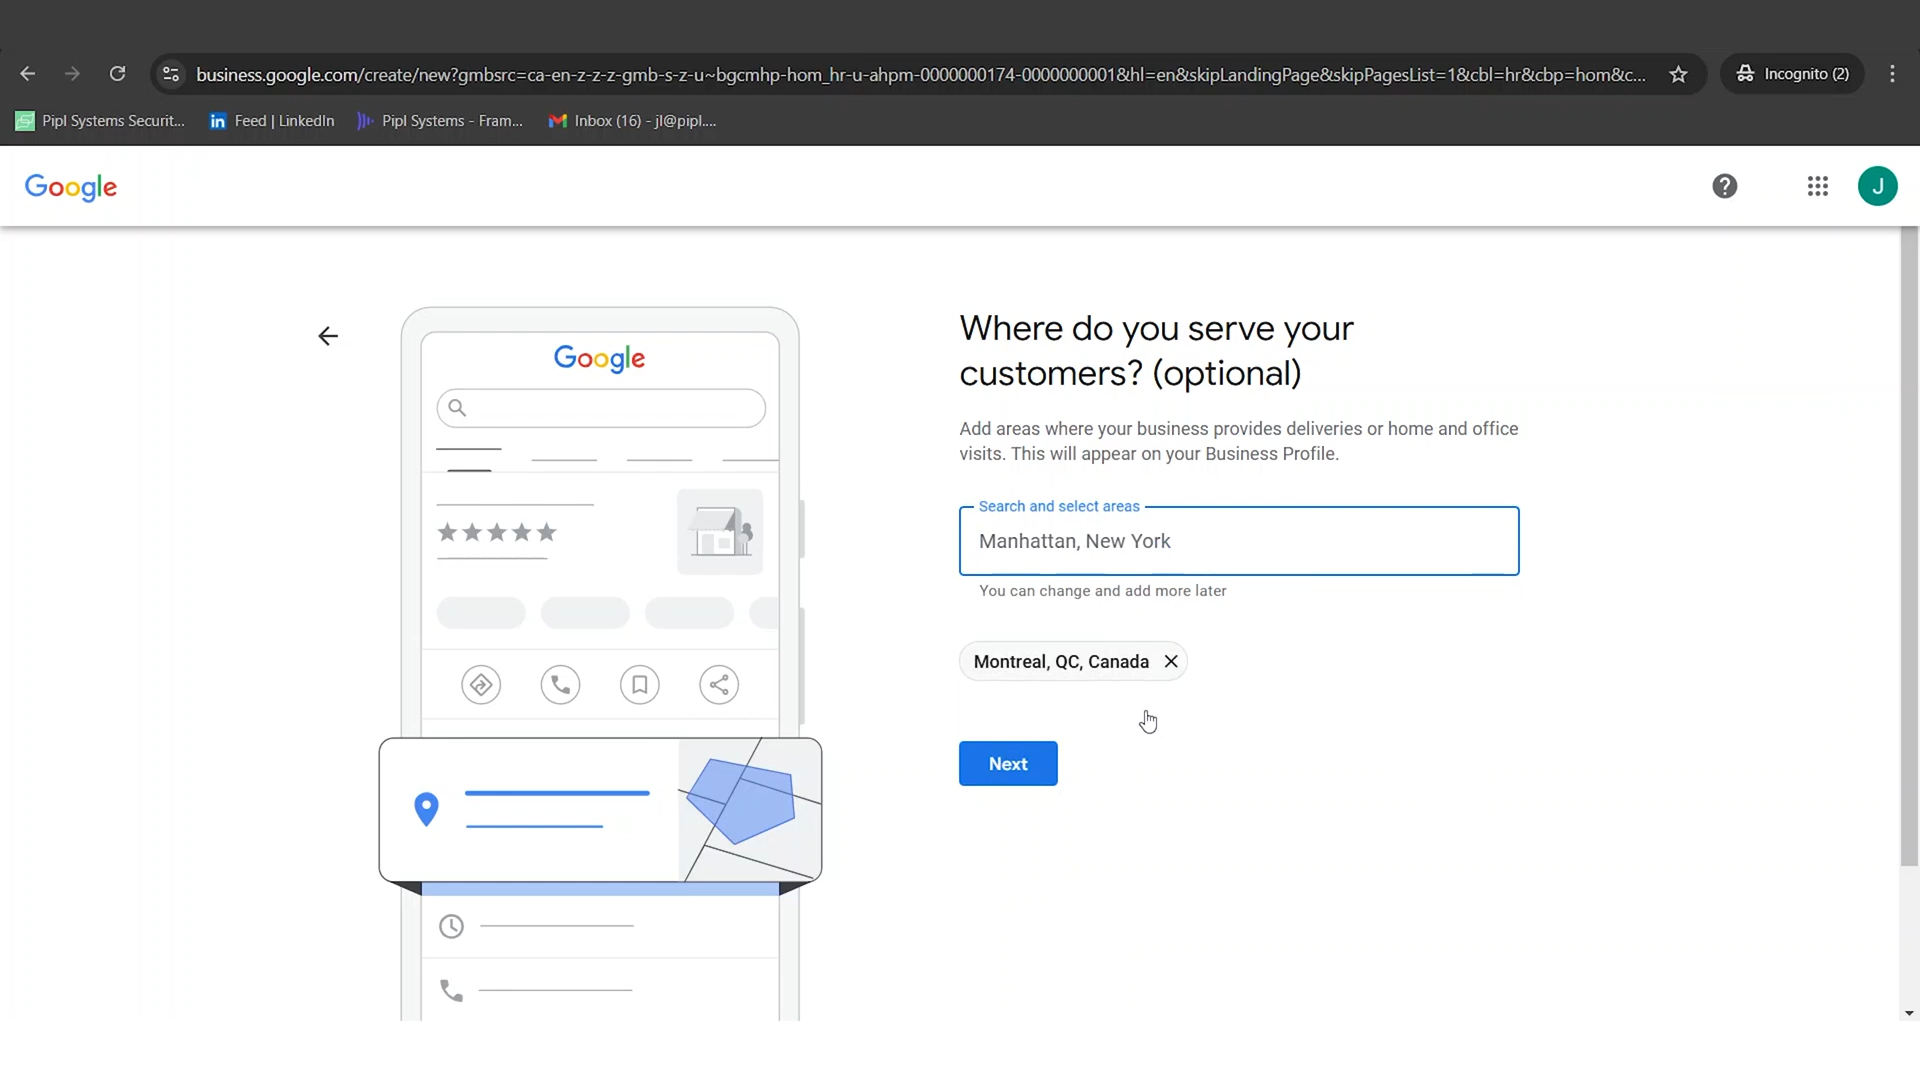 business.google.com/create/new?gmbsrc=ca-en-z-z-z-gmb-s-z-u~bgcmhp-hom_hr-u-ahpm-0000000174-0000000001&hl=en&skipLandingPage&skipPagesList=1&cbl=hr&cbp=hom&c...
Incognito (2)
Pipl Systems Securit...
Feed | LinkedIn
Pipl Systems - Fram...
Inbox (16) - jl@pipl....
Google
J
Google
Where do you serve your
customers? (optional)
Add areas where your business provides deliveries or home and office
visits. This will appear on your Business Profile.
Search and select areas
Manhattan, New York
You can change and add more later
Montreal, QC, Canada
Next